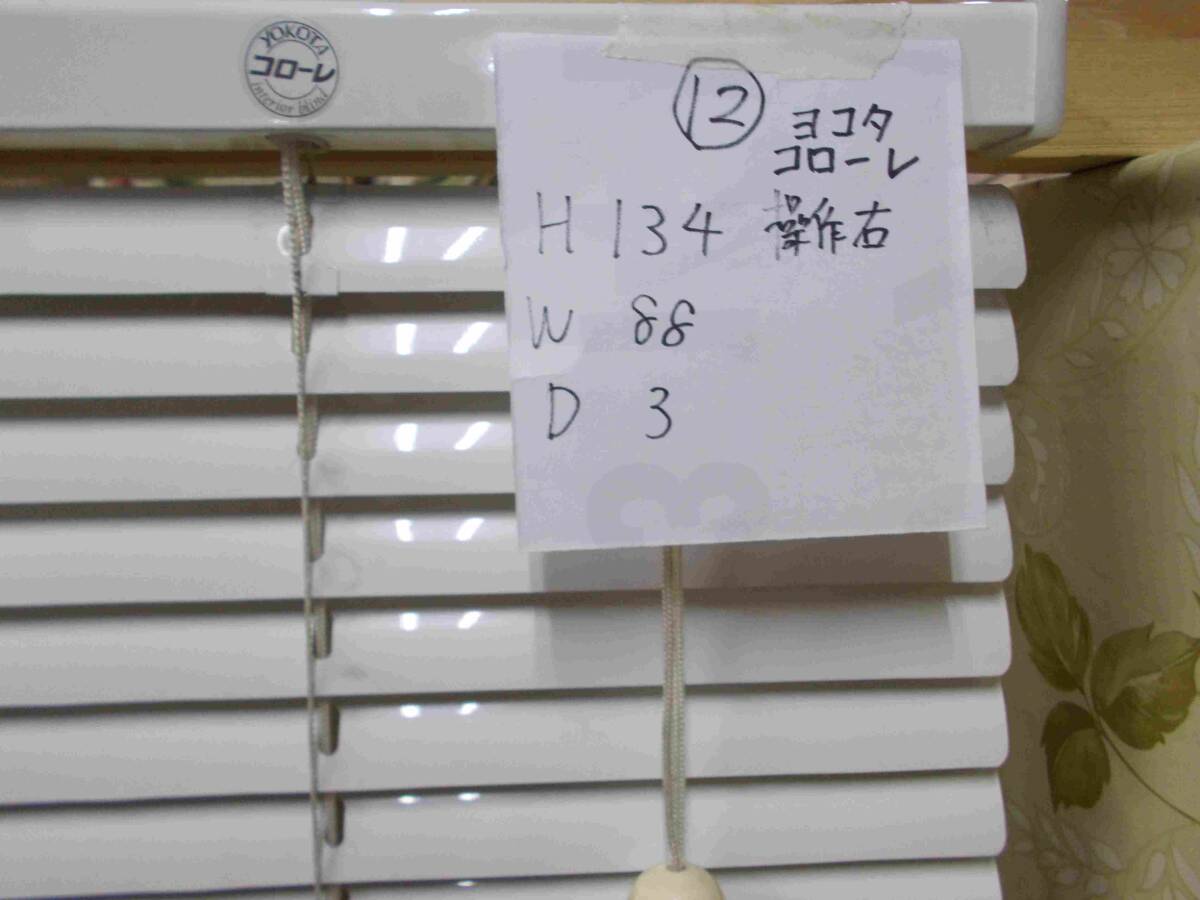 YOKOTA
コローレ
interior blind
⑫
ヨコタ
コローレ
H 134 操作右
W 88
D 3